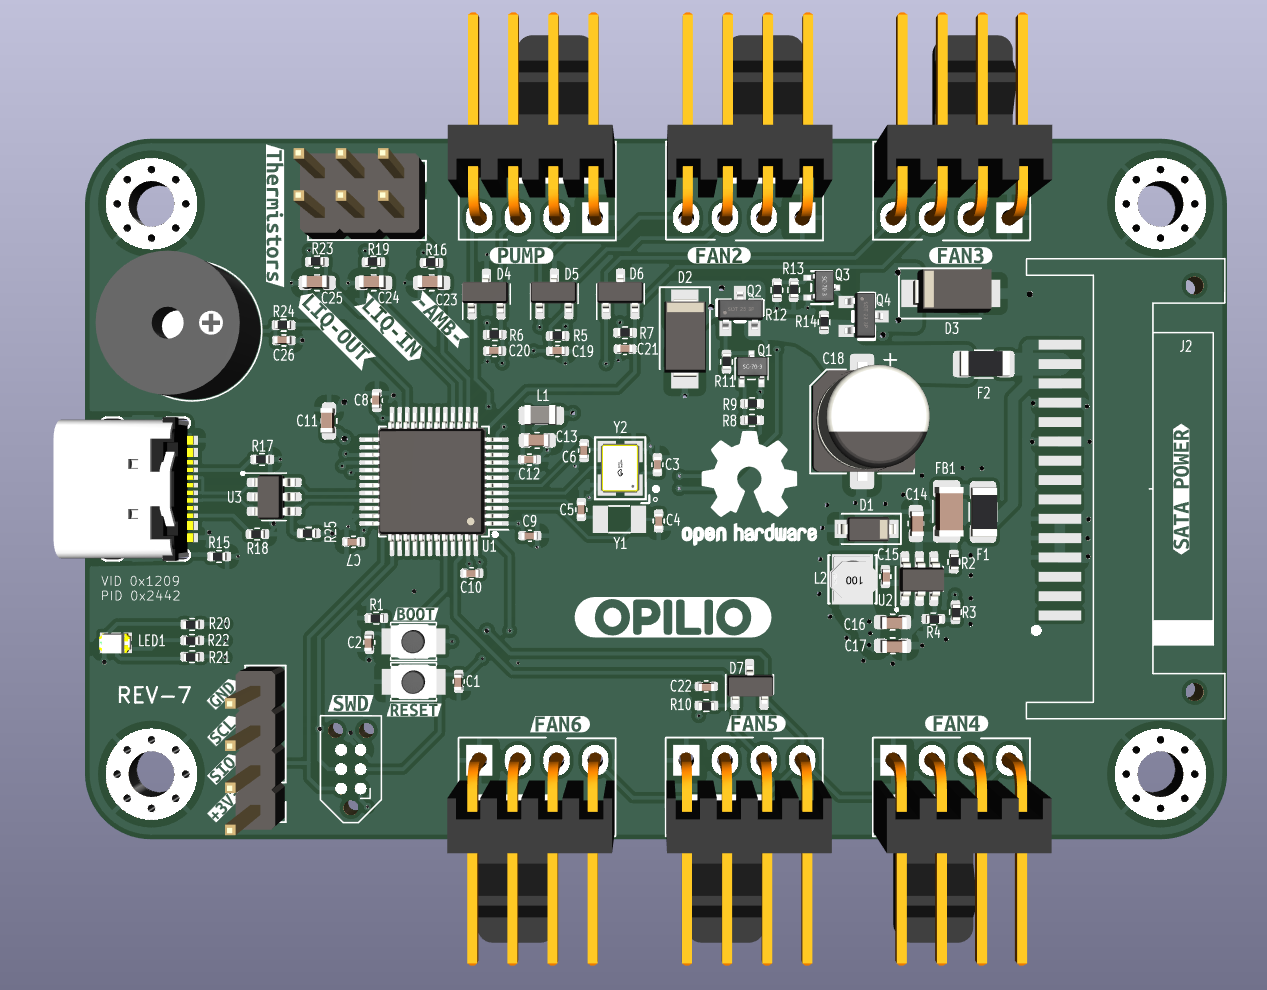 Thermistors
R23
R19
R16
C25
C24
C23
LIQ-OUT
LIQ-IN
-AMB-
R24
C26
PUMP
FAN2
FAN3
D4
D5
D6
R6
C20
R5
C19
R7
C21
D2
Q2
R12
R13
Q3
R14
Q4
D3
R11
Q1
R9
R8
C18
+
F2
J2
SATA POWER
C8
C11
L1
C13
C12
C6
Y2
C3
C5
C4
Y1
C9
U1
C10
C7
R25
R17
U3
R18
R15
open hardware
FB1
C14
F1
D1
C15
R2
L2
100
U2
R3
R4
C16
C17
VID 0x1209
PID 0x2442
LED1
R20
R22
R21
R1
BOOT
C2
C1
RESET
OPILIO
REV-7
GND
SCL
SIO
+3V
SWD
D7
C22
R10
FAN6
FAN5
FAN4